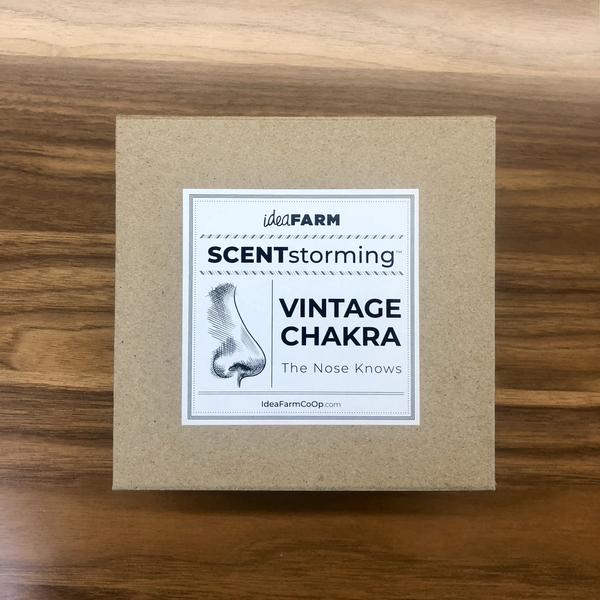 ideaFARM
SCENTstorming™
VINTAGE
CHAKRA
The Nose Knows
IdeaFarmCoOp.com